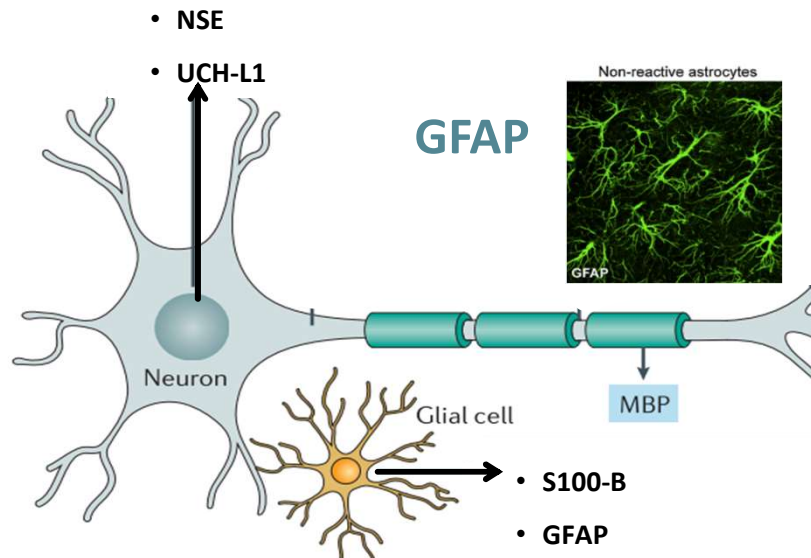 • NSE
• UCH-L1
Non-reactive astrocytes
GFAP
GFAP
Neuron
Glial cell
MBP
• S100-B
• GFAP